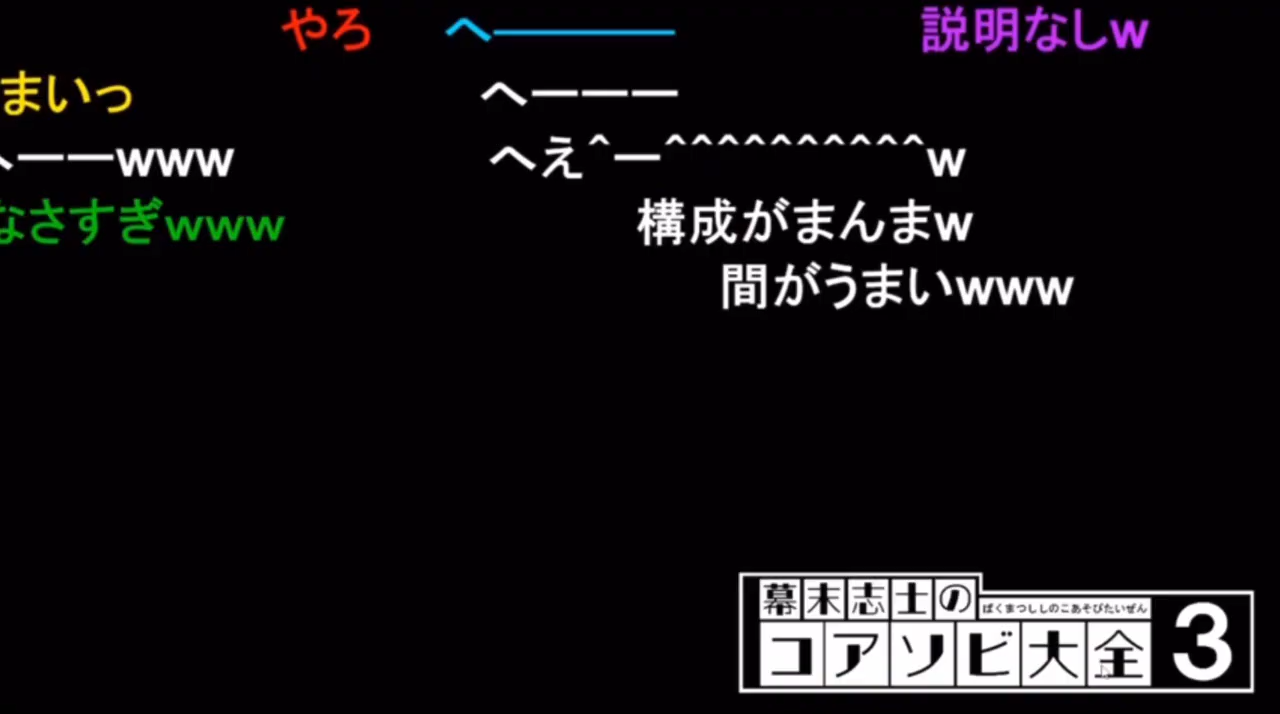 やろ
へ――――
説明なしw
まいっ
へーーー
ーーwww
へえ^ー^^^^^^^^^^w
なさすぎwww
構成がまんまw
間がうまいwww
幕末志士の
ばくまつししのこあそびたいぜん
コアソビ大全
3